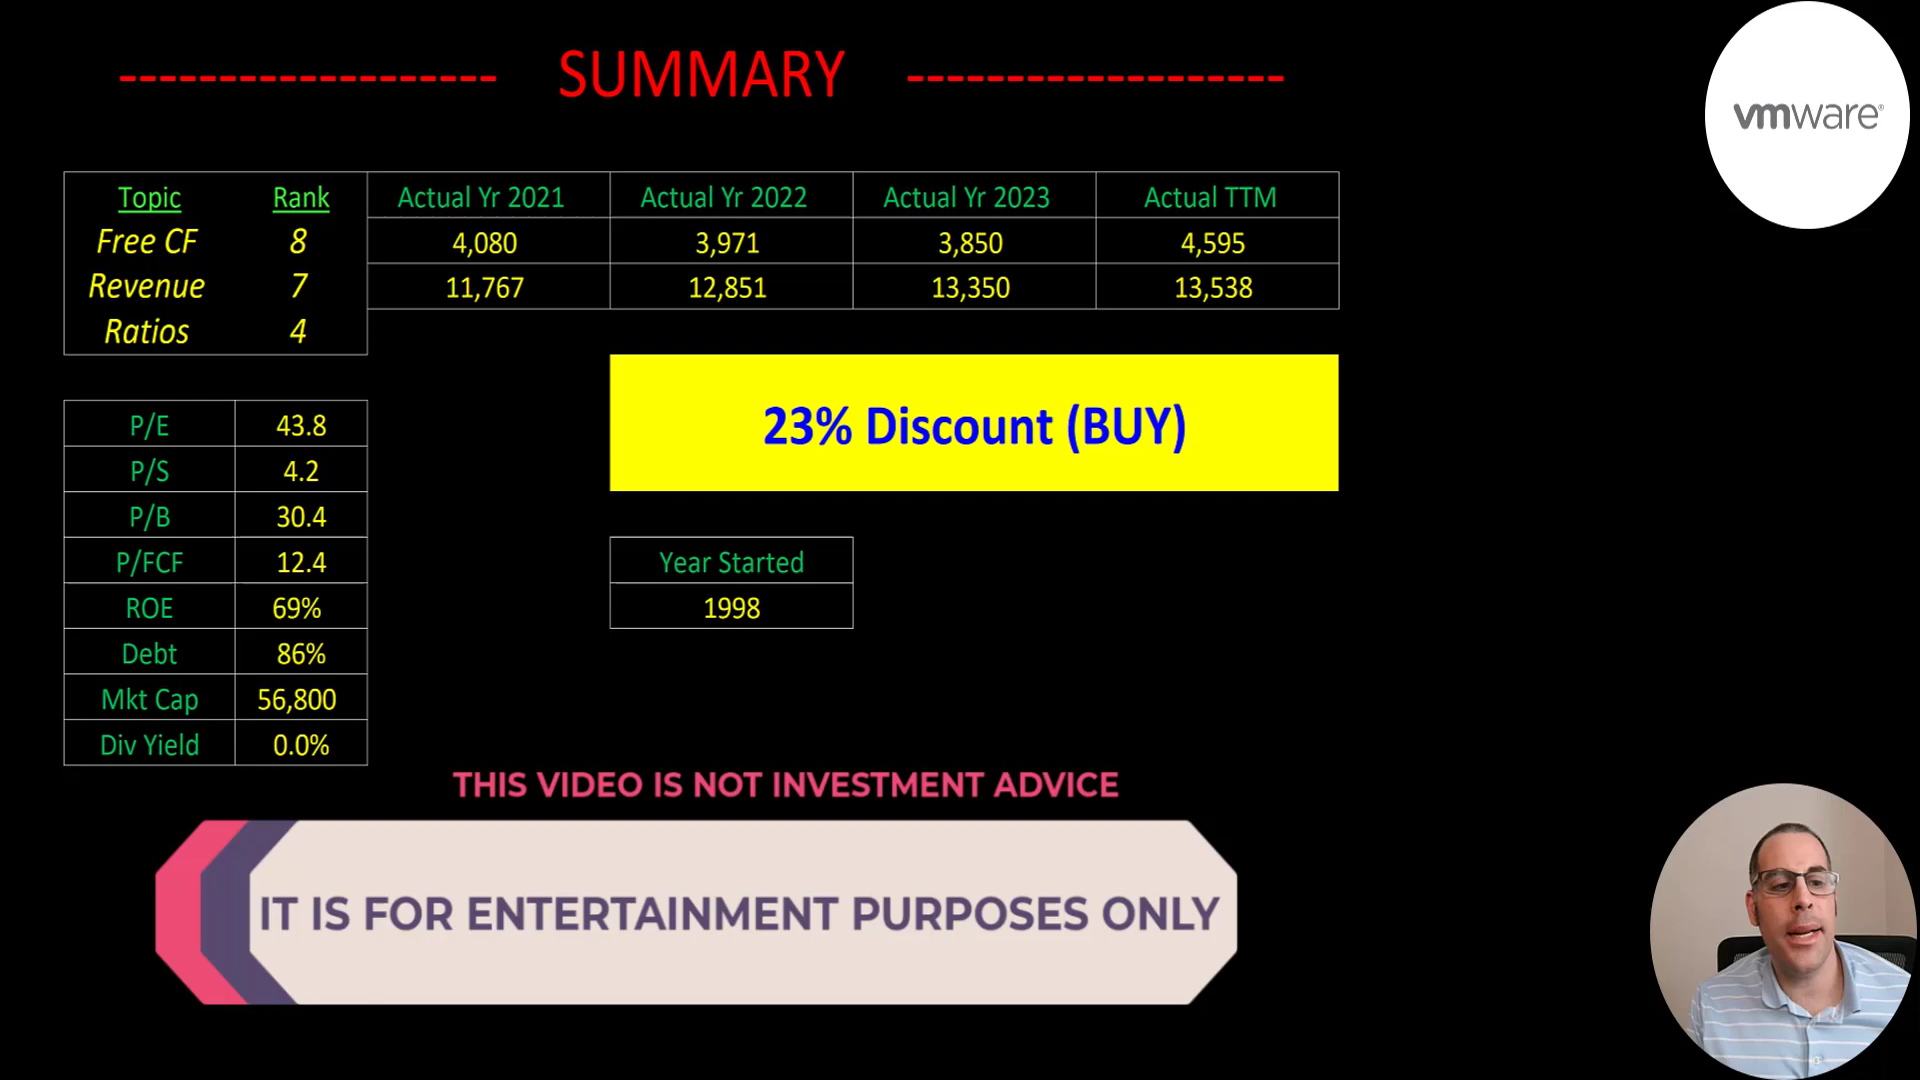 ------------------- SUMMARY -------------------
vmware®
Topic Rank Actual Yr 2021 Actual Yr 2022 Actual Yr 2023 Actual TTM
Free CF 8 4,080 3,971 3,850 4,595
Revenue 7 11,767 12,851 13,350 13,538
Ratios 4
23% Discount (BUY)
P/E 43.8
P/S 4.2
P/B 30.4
P/FCF 12.4
ROE 69%
Debt 86%
Mkt Cap 56,800
Div Yield 0.0%
Year Started
1998
THIS VIDEO IS NOT INVESTMENT ADVICE
IT IS FOR ENTERTAINMENT PURPOSES ONLY